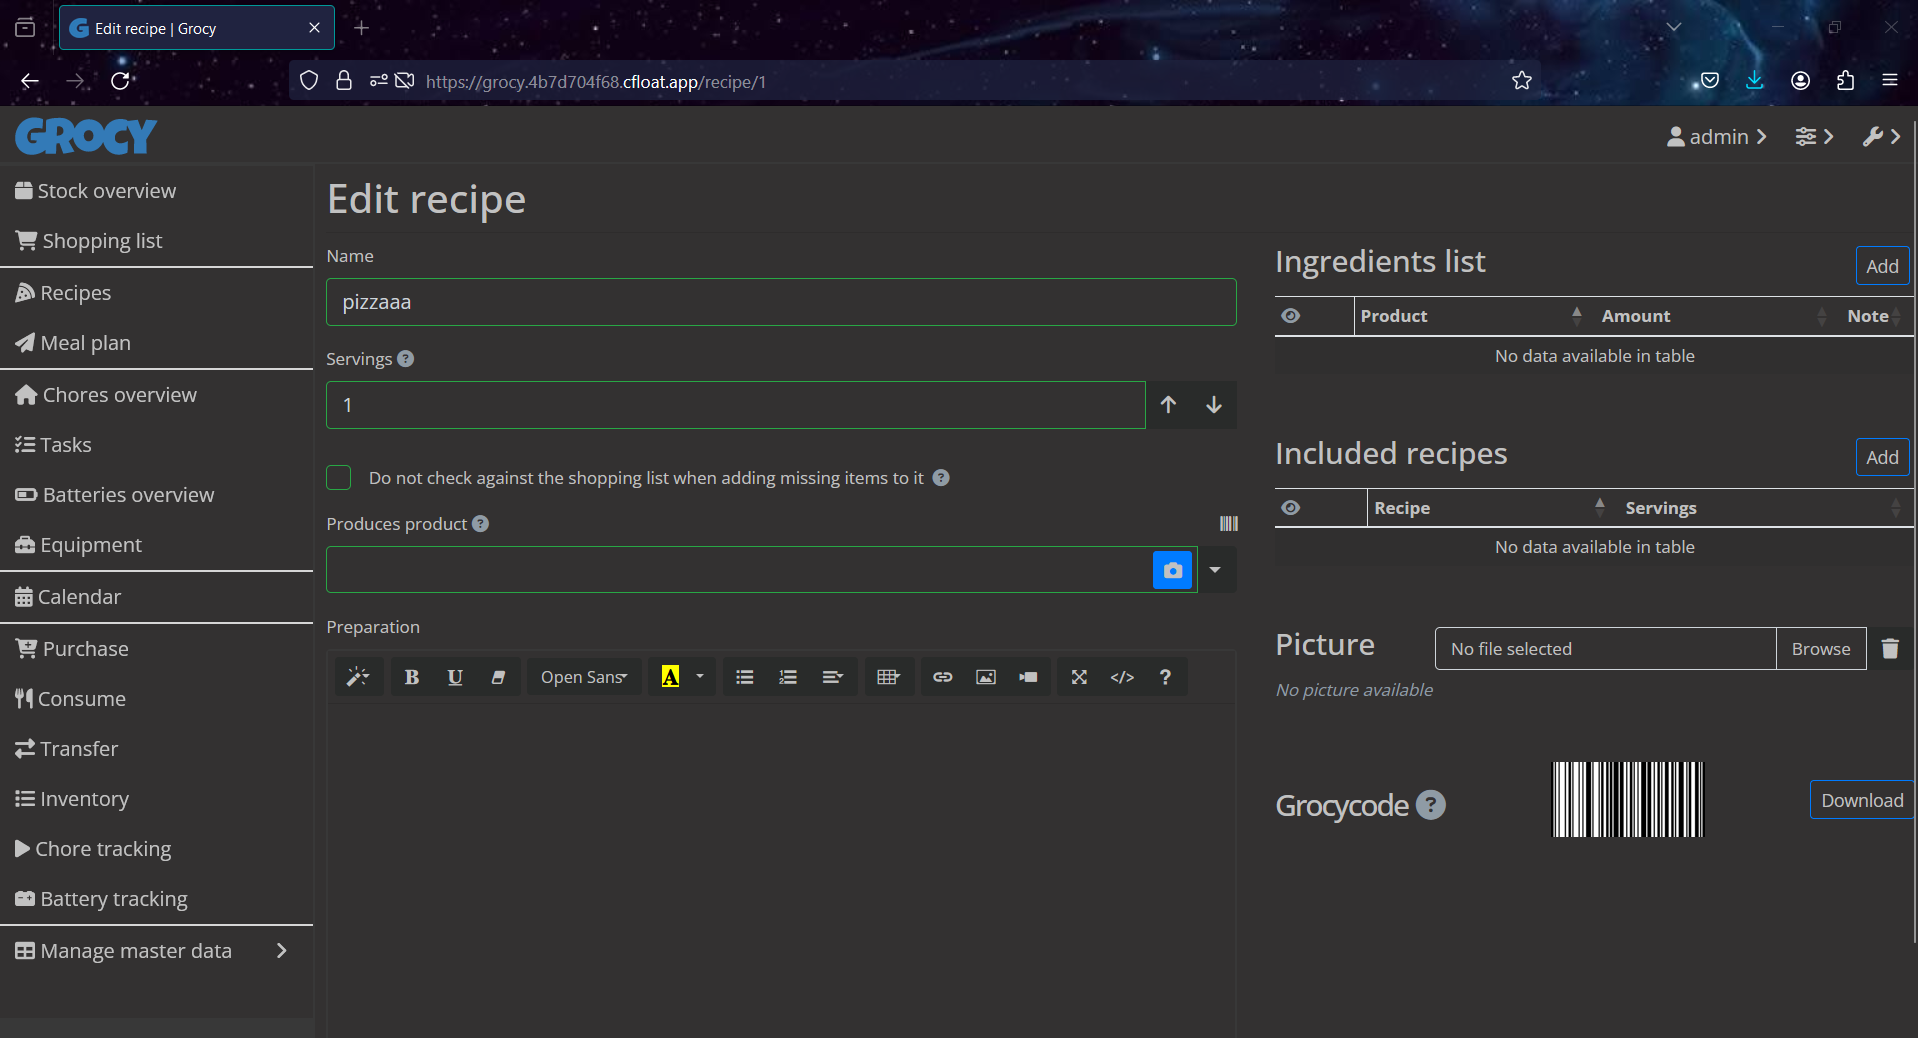 Edit recipe | Grocy
https://grocy.4b7d704f68.cfloat.app/recipe/1
GROCY
admin
Stock overview
Shopping list
Recipes
Meal plan
Chores overview
Tasks
Batteries overview
Equipment
Calendar
Purchase
Consume
Transfer
Inventory
Chore tracking
Battery tracking
Manage master data
Edit recipe
Name
pizzaaa
Servings ?
1
Do not check against the shopping list when adding missing items to it ?
Produces product ?
Preparation
B U Open Sans A </> ?
Ingredients list
Add
Product Amount Note
No data available in table
Included recipes
Add
Recipe Servings
No data available in table
Picture
No file selected Browse
No picture available
Grocycode ?
Download